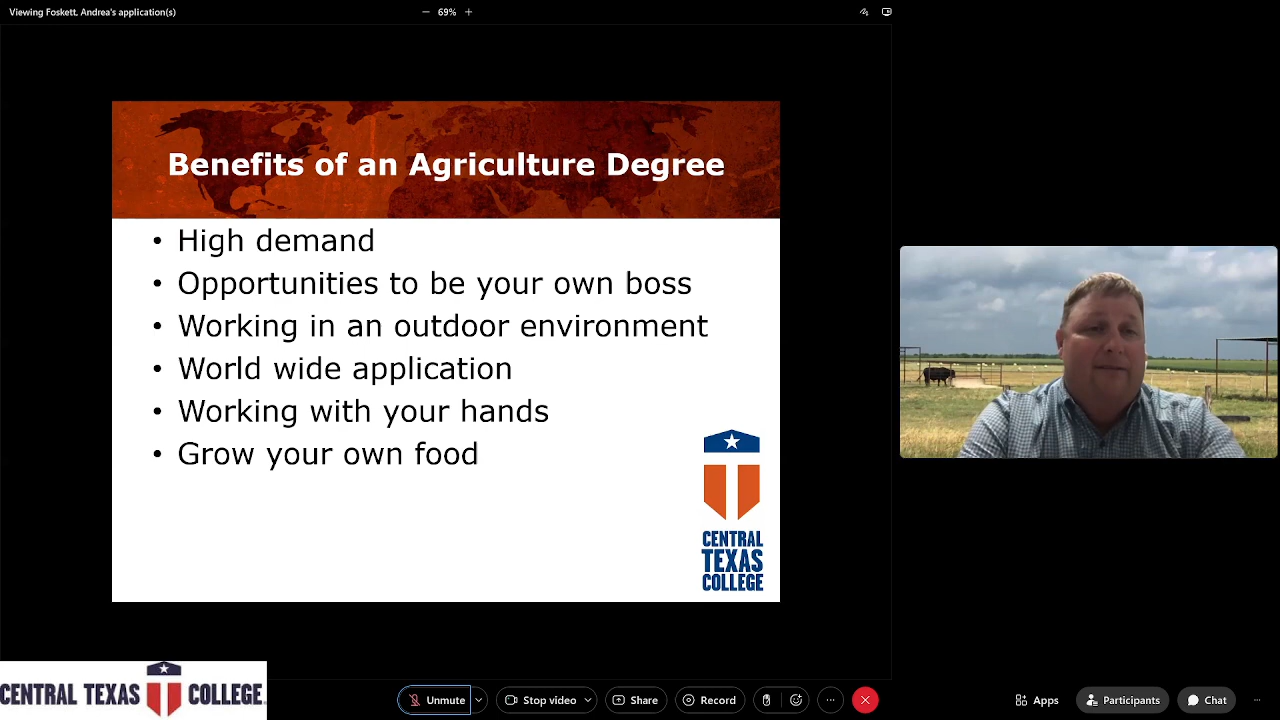 Viewing Foskett, Andrea's application(s)
69%
Benefits of an Agriculture Degree
• High demand
• Opportunities to be your own boss
• Working in an outdoor environment
• World wide application
• Working with your hands
• Grow your own food
CENTRAL
TEXAS
COLLEGE
CENTRAL TEXAS COLLEGE
Unmute
Stop video
Share
Record
Apps
Participants
Chat